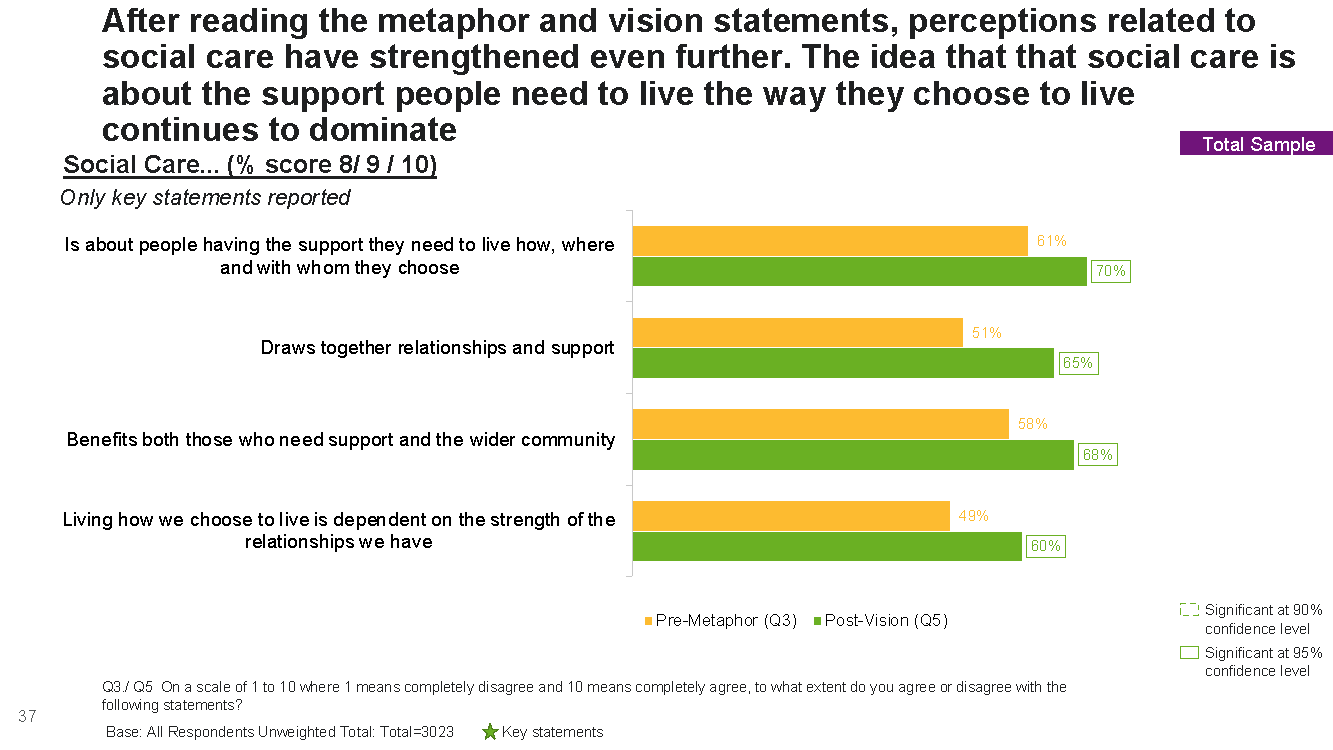 After reading the metaphor and vision statements, perceptions related to
social care have strengthened even further. The idea that that social care is
about the support people need to live the way they choose to live
continues to dominate
Total Sample
Social Care... (% score 8/ 9 / 10)
Only key statements reported
Is about people having the support they need to live how, where
and with whom they choose
61%
70%
Draws together relationships and support
51%
65%
Benefits both those who need support and the wider community
58%
68%
Living how we choose to live is dependent on the strength of the
relationships we have
49%
60%
Pre-Metaphor (Q3) Post-Vision (Q5)
Significant at 90%
confidence level
Significant at 95%
confidence level
Q3./ Q5 On a scale of 1 to 10 where 1 means completely disagree and 10 means completely agree, to what extent do you agree or disagree with the
following statements?
37
Base: All Respondents Unweighted Total: Total=3023 Key statements